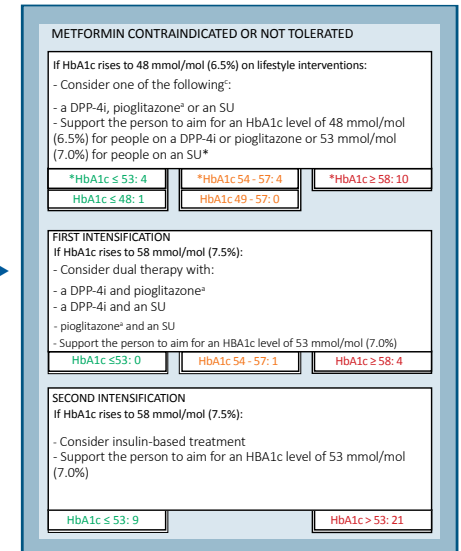 METFORMIN CONTRAINDICATED OR NOT TOLERATED
If HbA1c rises to 48 mmol/mol (6.5%) on lifestyle interventions:
- Consider one of the followingᶜ:
- a DPP-4i, pioglitazoneᵃ or an SU
- Support the person to aim for an HbA1c level of 48 mmol/mol
(6.5%) for people on a DPP-4i or pioglitazone or 53 mmol/mol
(7.0%) for people on an SU*
*HbA1c ≤ 53: 4 *HbA1c 54 - 57: 4 *HbA1c ≥ 58: 10
HbA1c ≤ 48: 1 HbA1c 49 - 57: 0
FIRST INTENSIFICATION
If HbA1c rises to 58 mmol/mol (7.5%):
- Consider dual therapy with:
- a DPP-4i and pioglitazoneᵃ
- a DPP-4i and an SU
- pioglitazoneᵃ and an SU
- Support the person to aim for an HBA1c level of 53 mmol/mol (7.0%)
HbA1c ≤53: 0 HbA1c 54 - 57: 1 HbA1c ≥ 58: 4
SECOND INTENSIFICATION
If HbA1c rises to 58 mmol/mol (7.5%):
- Consider insulin-based treatment
- Support the person to aim for an HBA1c level of 53 mmol/mol
(7.0%)
HbA1c ≤ 53: 9 HbA1c > 53: 21